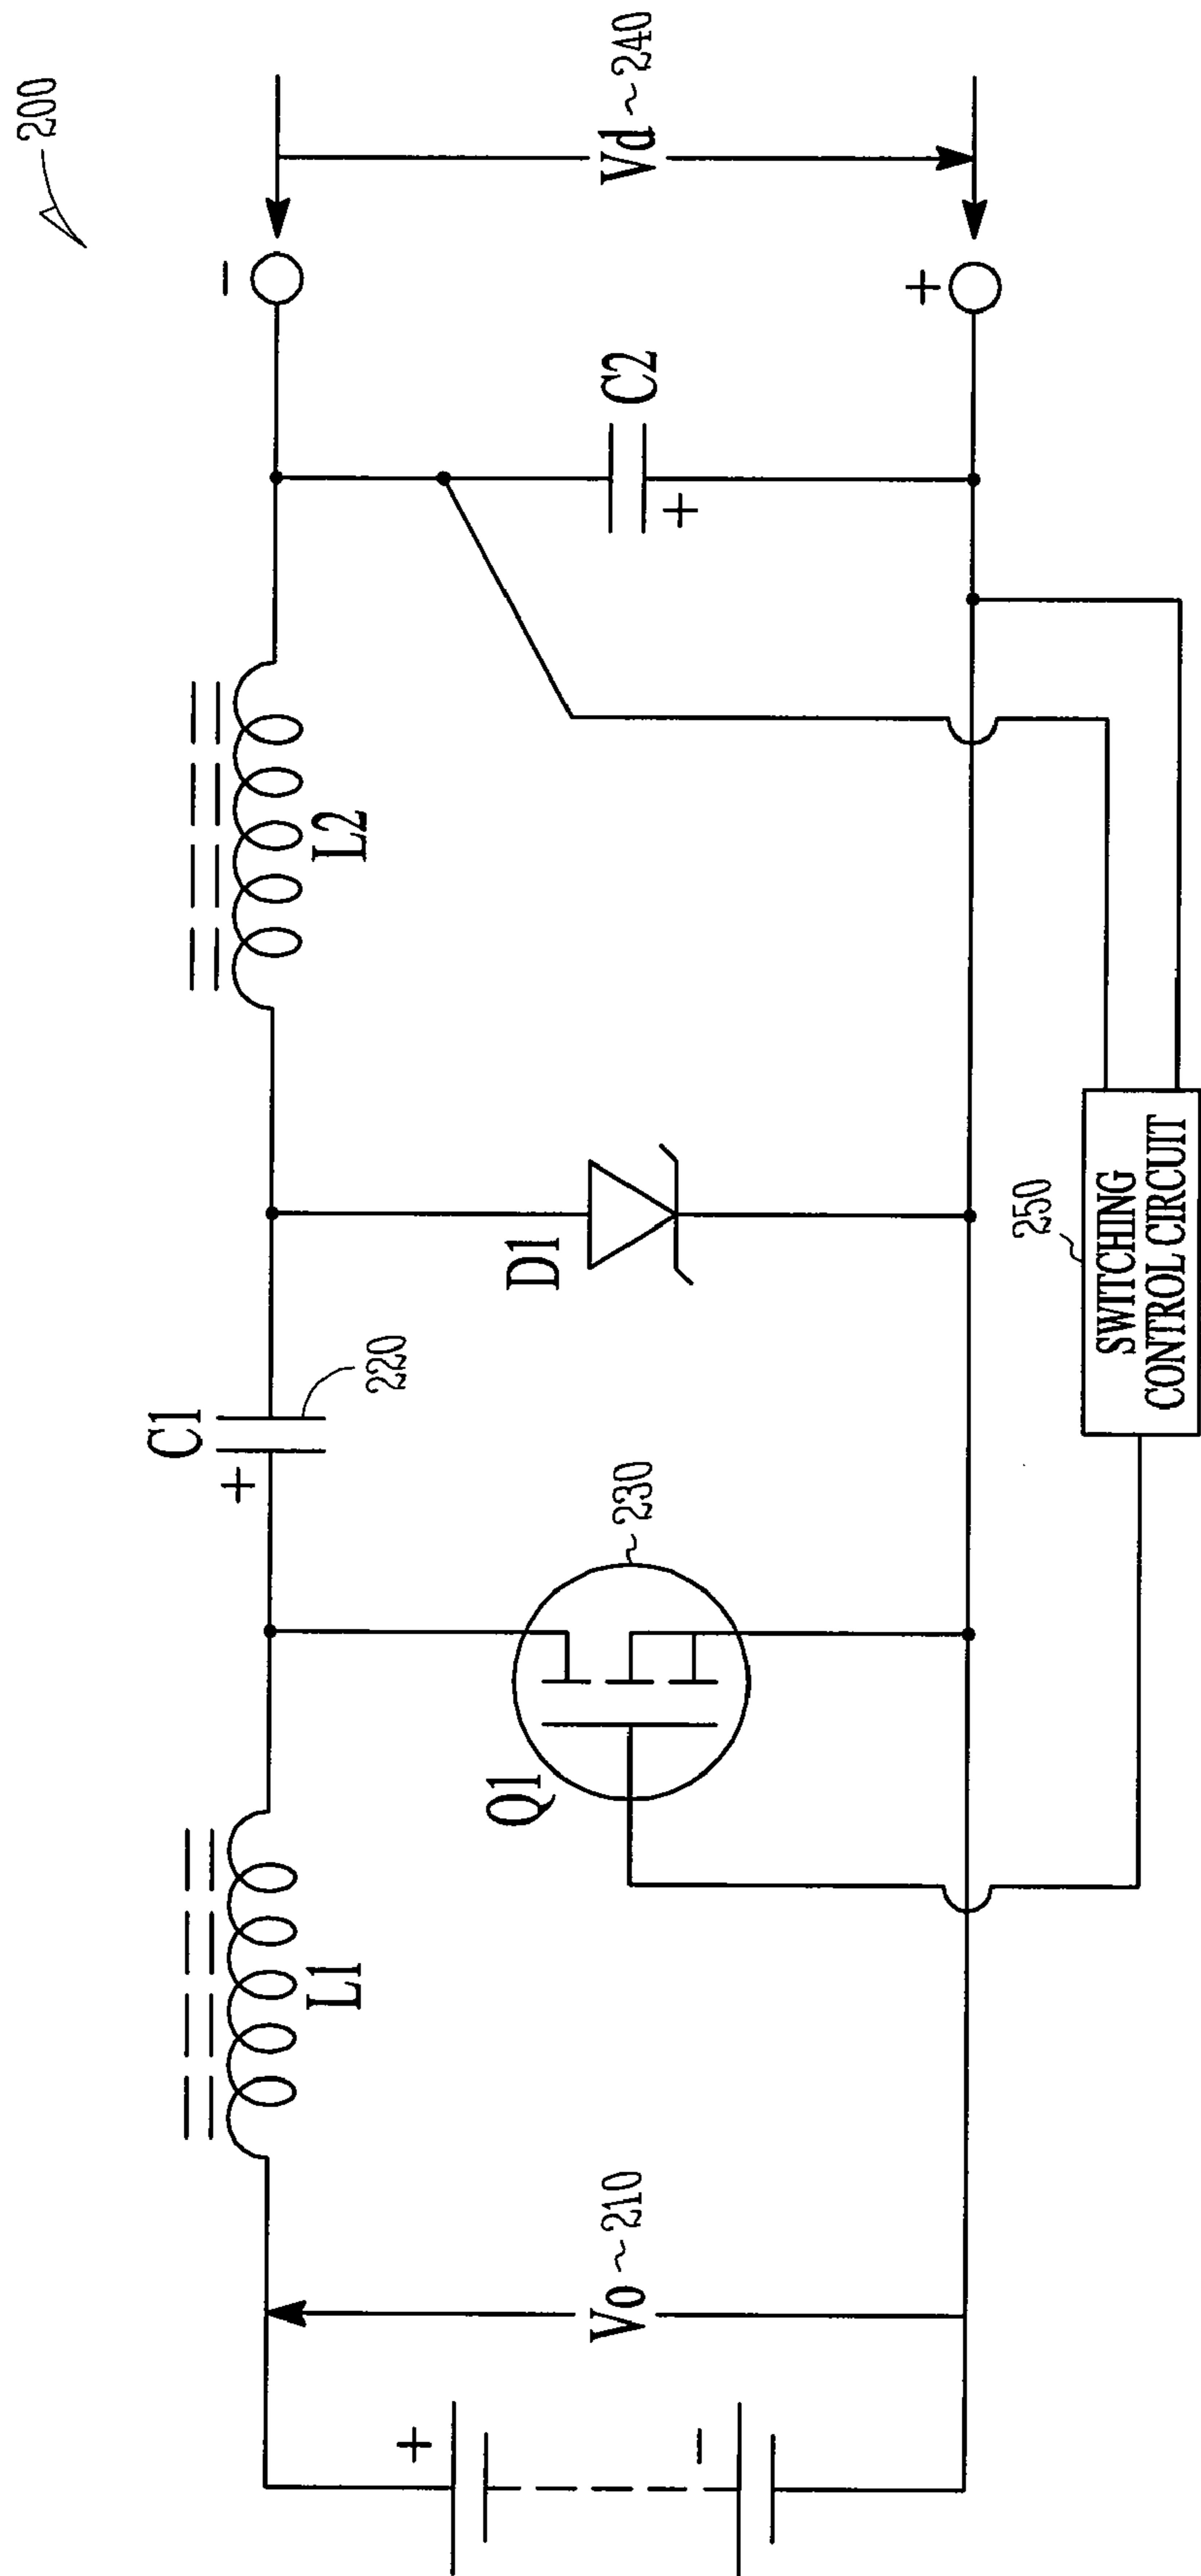 200
L1
C1
+
220
L2
-
Vo ~ 210
+
-
Q1
230
D1
C2
+
Vd ~ 240
+
250
SWITCHING
CONTROL CIRCUIT